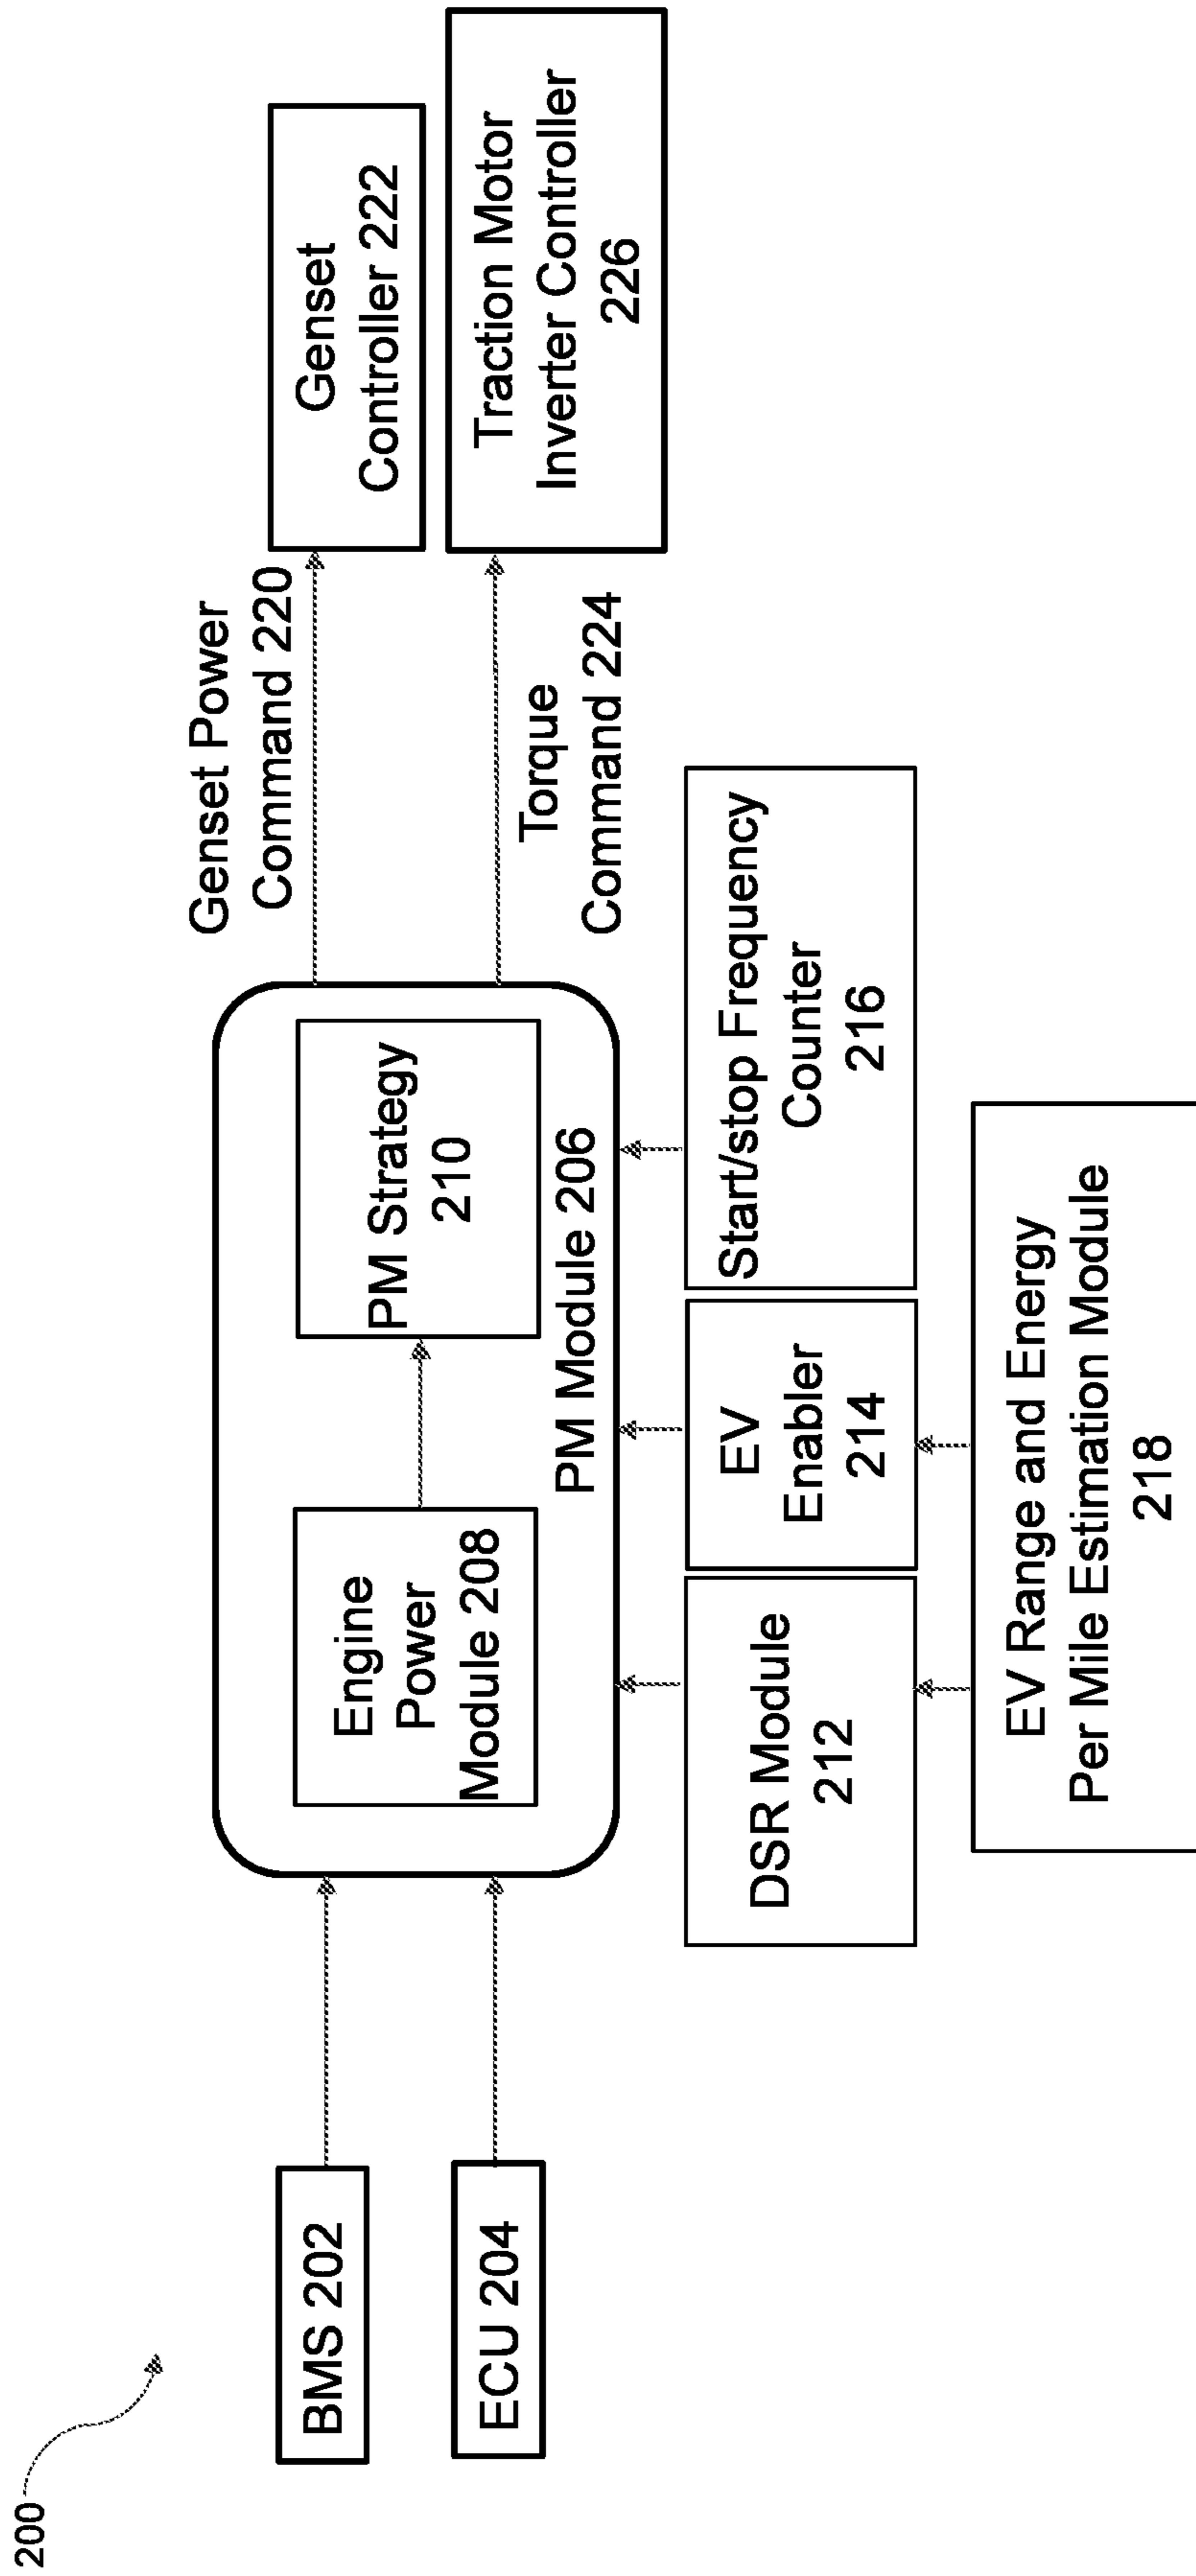 200
BMS 202
ECU 204
Engine
Power
Module 208
PM Strategy
210
PM Module 206
Genset Power
Command 220
Torque
Command 224
Genset
Controller 222
Traction Motor
Inverter Controller
226
DSR Module
212
EV
Enabler
214
Start/stop Frequency
Counter
216
EV Range and Energy
Per Mile Estimation Module
218